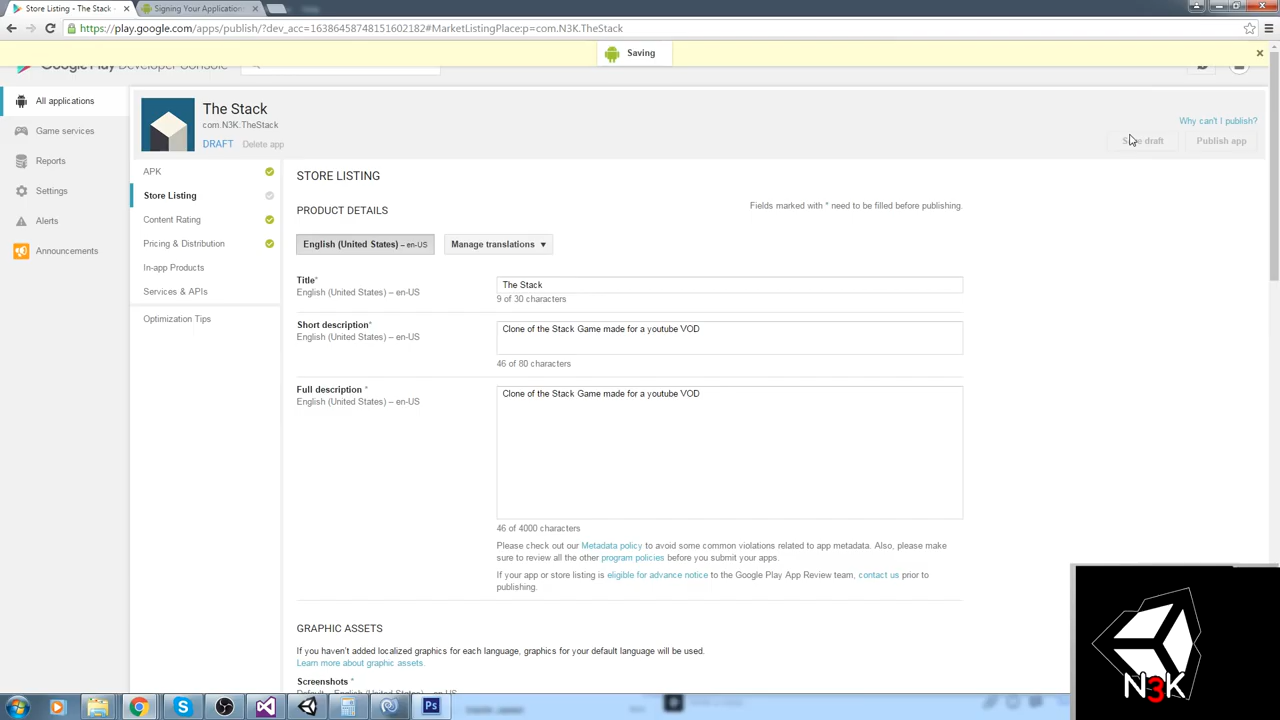 Store Listing - The Stack -
Signing Your Application
https://play.google.com/apps/publish/?dev_acc=16386458748151602182#MarketListingPlace:p=com.N3K.TheStack
Saving
Google Play Developer Console
All applications
Game services
Reports
Settings
Alerts
Announcements
The Stack
com.N3K.TheStack
DRAFT Delete app
Why can't I publish?
Save draft
Publish app
APK
Store Listing
Content Rating
Pricing & Distribution
In-app Products
Services & APIs
Optimization Tips
STORE LISTING
PRODUCT DETAILS
Fields marked with * need to be filled before publishing.
English (United States) – en-US
Manage translations
Title*
English (United States) – en-US
The Stack
9 of 30 characters
Short description*
English (United States) – en-US
Clone of the Stack Game made for a youtube VOD
46 of 80 characters
Full description *
English (United States) – en-US
Clone of the Stack Game made for a youtube VOD
46 of 4000 characters
Please check out our Metadata policy to avoid some common violations related to app metadata. Also, please make
sure to review all the other program policies before you submit your apps.
If your app or store listing is eligible for advance notice to the Google Play App Review team, contact us prior to
publishing.
GRAPHIC ASSETS
If you haven't added localized graphics for each language, graphics for your default language will be used.
Learn more about graphic assets.
Screenshots *
Default – English (United States) – en-US
N3K